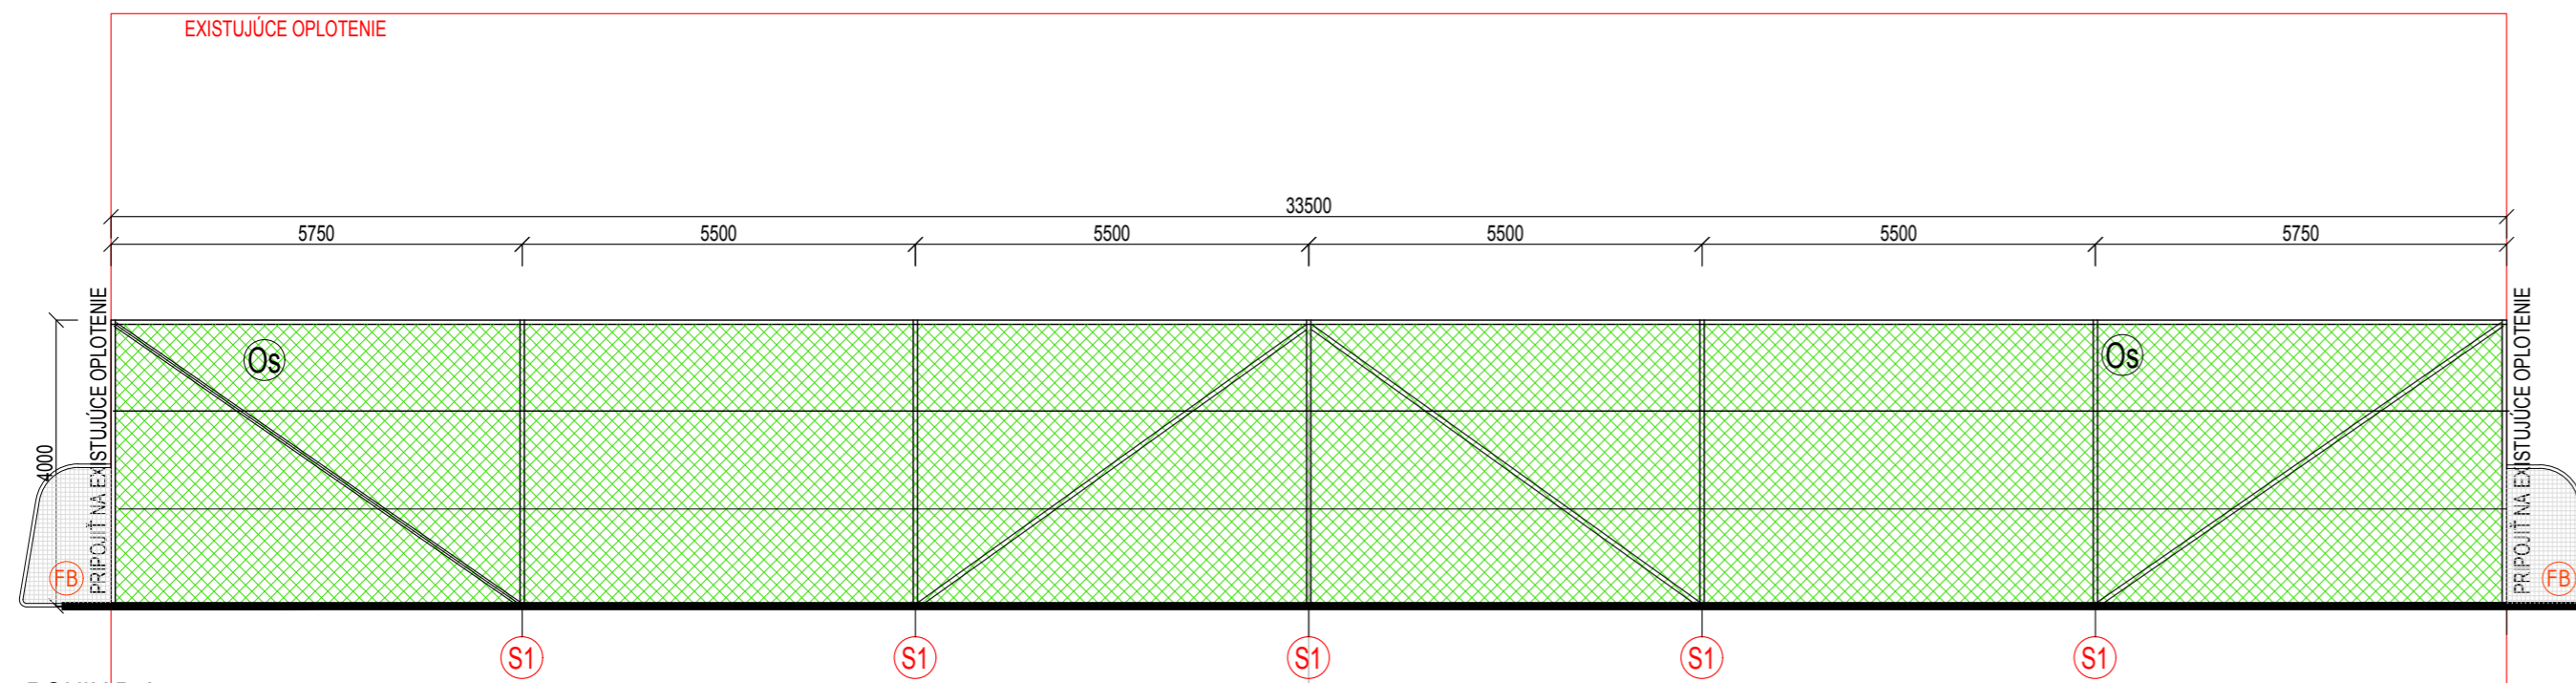 EXISTUJÚCE OPLOTENIE
33500
5750 5500 5500 5500 5500 5750
4000
PRIPOJIŤ NA EXISTUJÚCE OPLOTENIE
PRIPOJIŤ NA EXISTUJÚCE OPLOTENIE
Os Os
FB FB
S1 S1 S1 S1 S1